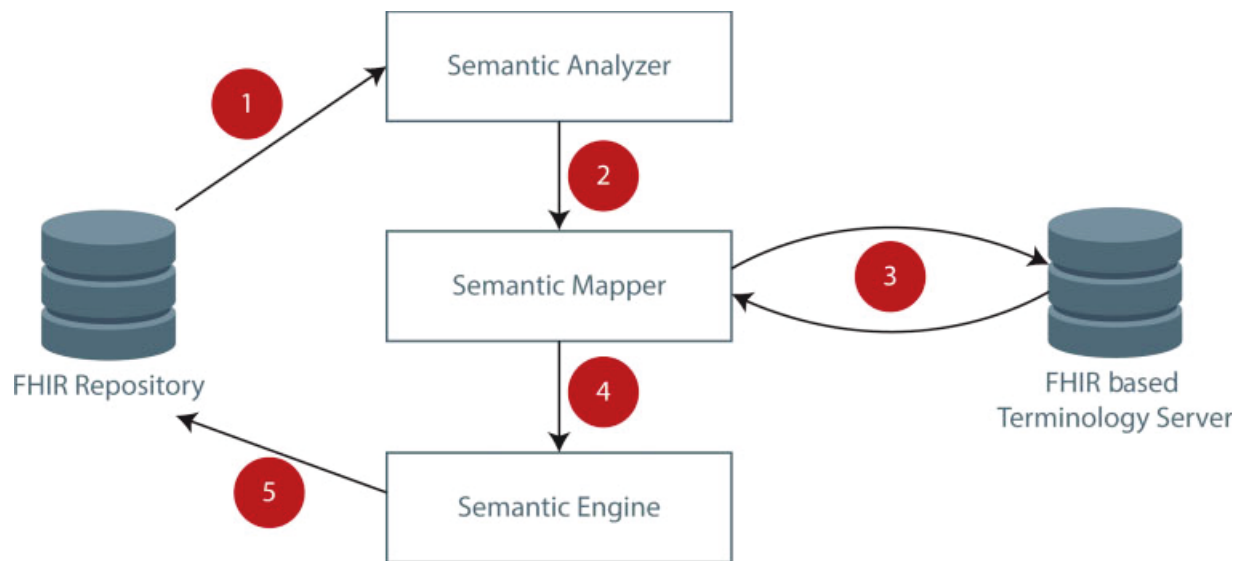 Semantic Analyzer
1
2
Semantic Mapper
3
FHIR Repository
FHIR based
Terminology Server
4
5
Semantic Engine